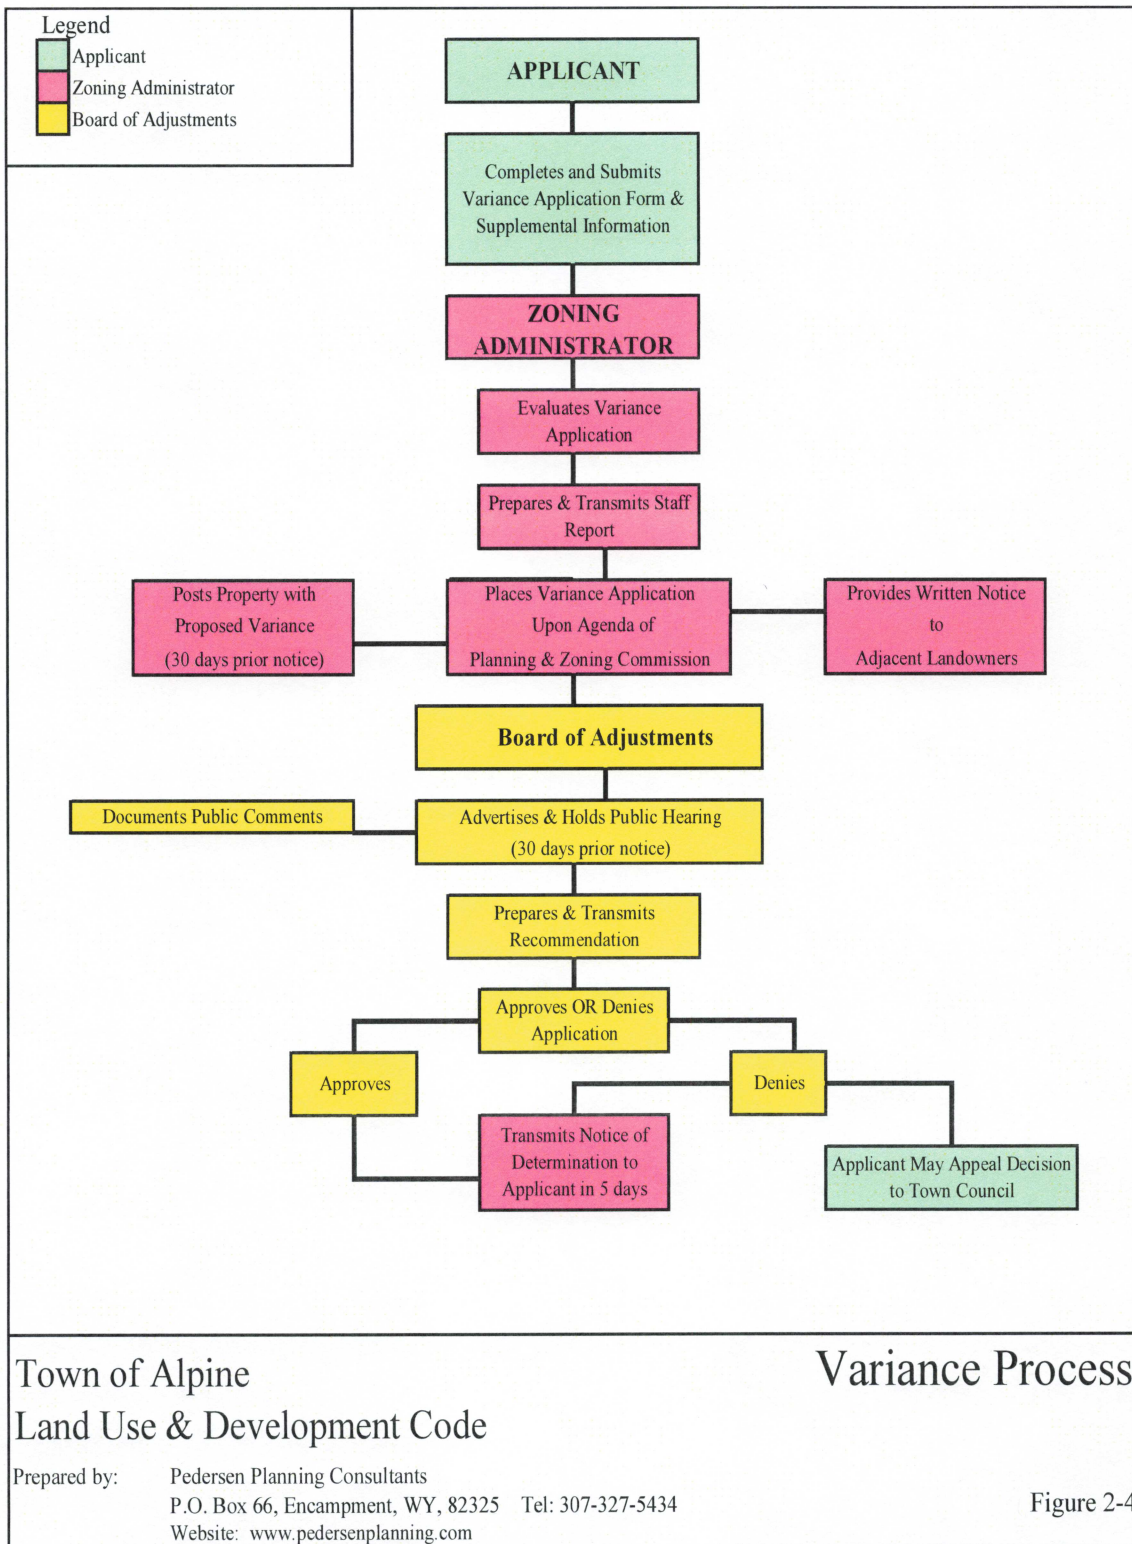 Legend
Applicant
Zoning Administrator
Board of Adjustments
APPLICANT
Completes and Submits
Variance Application Form &
Supplemental Information
ZONING
ADMINISTRATOR
Evaluates Variance
Application
Prepares & Transmits Staff
Report
Posts Property with
Proposed Variance
(30 days prior notice)
Places Variance Application
Upon Agenda of
Planning & Zoning Commission
Provides Written Notice
to
Adjacent Landowners
Board of Adjustments
Documents Public Comments
Advertises & Holds Public Hearing
(30 days prior notice)
Prepares & Transmits
Recommendation
Approves OR Denies
Application
Approves
Denies
Transmits Notice of
Determination to
Applicant in 5 days
Applicant May Appeal Decision
to Town Council
Town of Alpine
Land Use & Development Code
Variance Process
Prepared by: Pedersen Planning Consultants
P.O. Box 66, Encampment, WY, 82325 Tel: 307-327-5434
Website: www.pedersenplanning.com
Figure 2-4